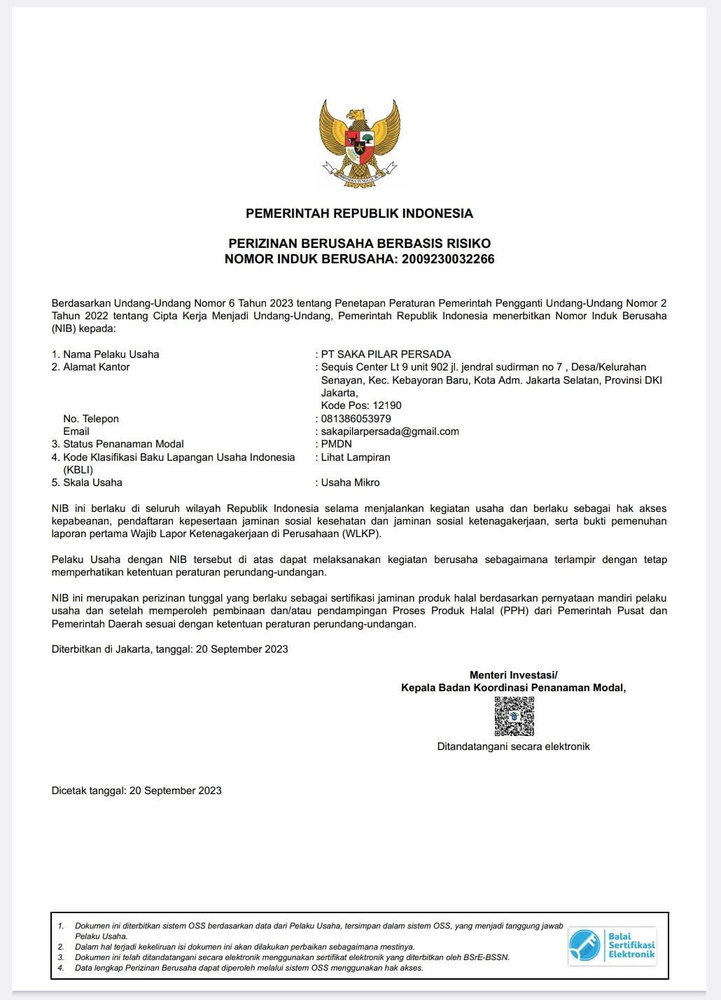 PEMERINTAH REPUBLIK INDONESIA
PERIZINAN BERUSAHA BERBASIS RISIKO
NOMOR INDUK BERUSAHA: 2009230032266
Berdasarkan Undang-Undang Nomor 6 Tahun 2023 tentang Penetapan Peraturan Pemerintah Pengganti Undang-Undang Nomor 2
Tahun 2022 tentang Cipta Kerja Menjadi Undang-Undang, Pemerintah Republik Indonesia menerbitkan Nomor Induk Berusaha
(NIB) kepada:
1. Nama Pelaku Usaha : PT SAKA PILAR PERSADA
2. Alamat Kantor : Sequis Center Lt 9 unit 902 jl. jendral sudirman no 7 , Desa/Kelurahan
Senayan, Kec. Kebayoran Baru, Kota Adm. Jakarta Selatan, Provinsi DKI
Jakarta,
Kode Pos: 12190
No. Telepon : 081386053979
Email : sakapilarpersada@gmail.com
3. Status Penanaman Modal : PMDN
4. Kode Klasifikasi Baku Lapangan Usaha Indonesia : Lihat Lampiran
(KBLI)
5. Skala Usaha : Usaha Mikro
NIB ini berlaku di seluruh wilayah Republik Indonesia selama menjalankan kegiatan usaha dan berlaku sebagai hak akses
kepabeanan, pendaftaran kepesertaan jaminan sosial kesehatan dan jaminan sosial ketenagakerjaan, serta bukti pemenuhan
laporan pertama Wajib Lapor Ketenagakerjaan di Perusahaan (WLKP).
Pelaku Usaha dengan NIB tersebut di atas dapat melaksanakan kegiatan berusaha sebagaimana terlampir dengan tetap
memperhatikan ketentuan peraturan perundang-undangan.
NIB ini merupakan perizinan tunggal yang berlaku sebagai sertifikasi jaminan produk halal berdasarkan pernyataan mandiri pelaku
usaha dan setelah memperoleh pembinaan dan/atau pendampingan Proses Produk Halal (PPH) dari Pemerintah Pusat dan
Pemerintah Daerah sesuai dengan ketentuan peraturan perundang-undangan.
Diterbitkan di Jakarta, tanggal: 20 September 2023
Menteri Investasi/
Kepala Badan Koordinasi Penanaman Modal,
Ditandatangani secara elektronik
Dicetak tanggal: 20 September 2023
1. Dokumen ini diterbitkan sistem OSS berdasarkan data dari Pelaku Usaha, tersimpan dalam sistem OSS, yang menjadi tanggung jawab
Pelaku Usaha.
2. Dalam hal terjadi kekeliruan isi dokumen ini akan dilakukan perbaikan sebagaimana mestinya.
3. Dokumen ini telah ditandatangani secara elektronik menggunakan sertifikat elektronik yang diterbitkan oleh BSrE-BSSN.
4. Data lengkap Perizinan Berusaha dapat diperoleh melalui sistem OSS menggunakan hak akses.
Balai
Sertifikasi
Elektronik